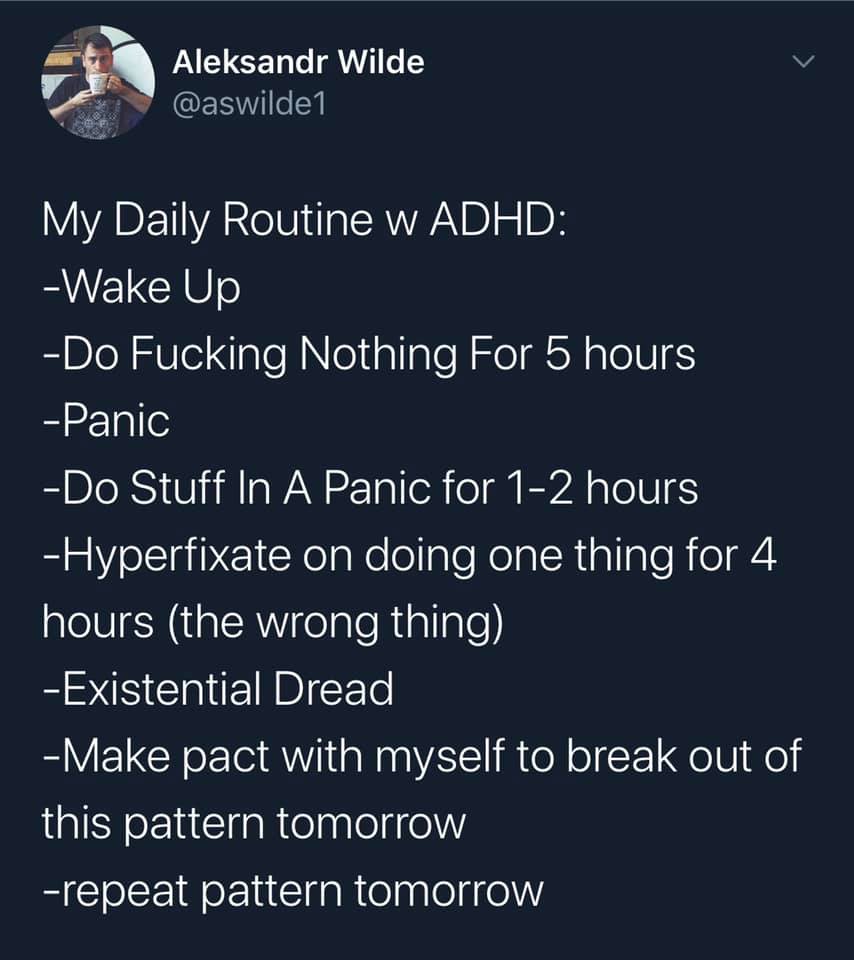 Aleksandr Wilde
@aswilde1
My Daily Routine w ADHD:
-Wake Up
-Do Fucking Nothing For 5 hours
-Panic
-Do Stuff In A Panic for 1-2 hours
-Hyperfixate on doing one thing for 4
hours (the wrong thing)
-Existential Dread
-Make pact with myself to break out of
this pattern tomorrow
-repeat pattern tomorrow